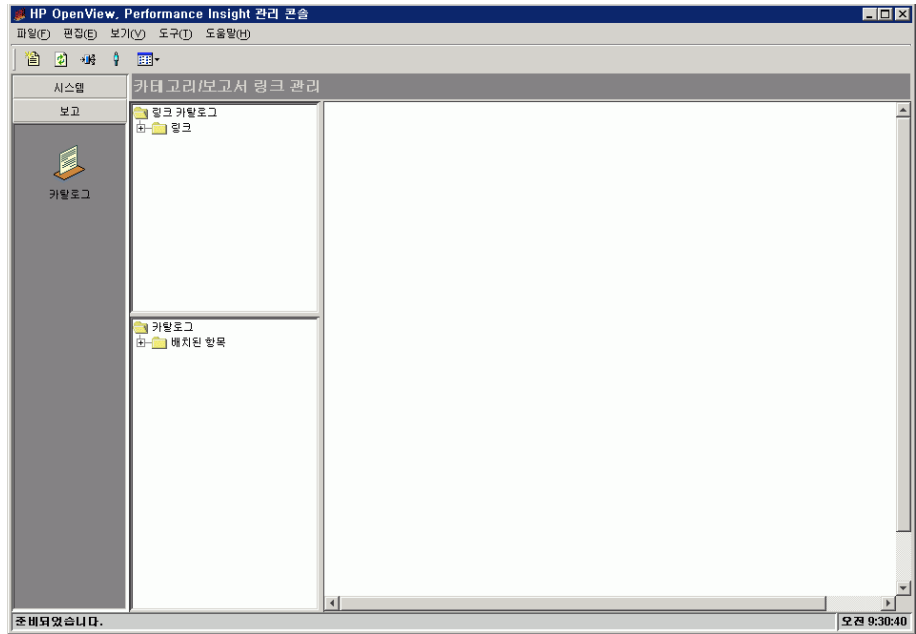 HP OpenView, Performance Insight 관리 콘솔
파일(F) 편집(E) 보기(V) 도구(T) 도움말(H)
시스템
보고
카탈로그
카테고리/보고서 링크 관리
링크 카탈로그
링크
카탈로그
배치된 항목
준비되었습니다.
오전 9:30:40